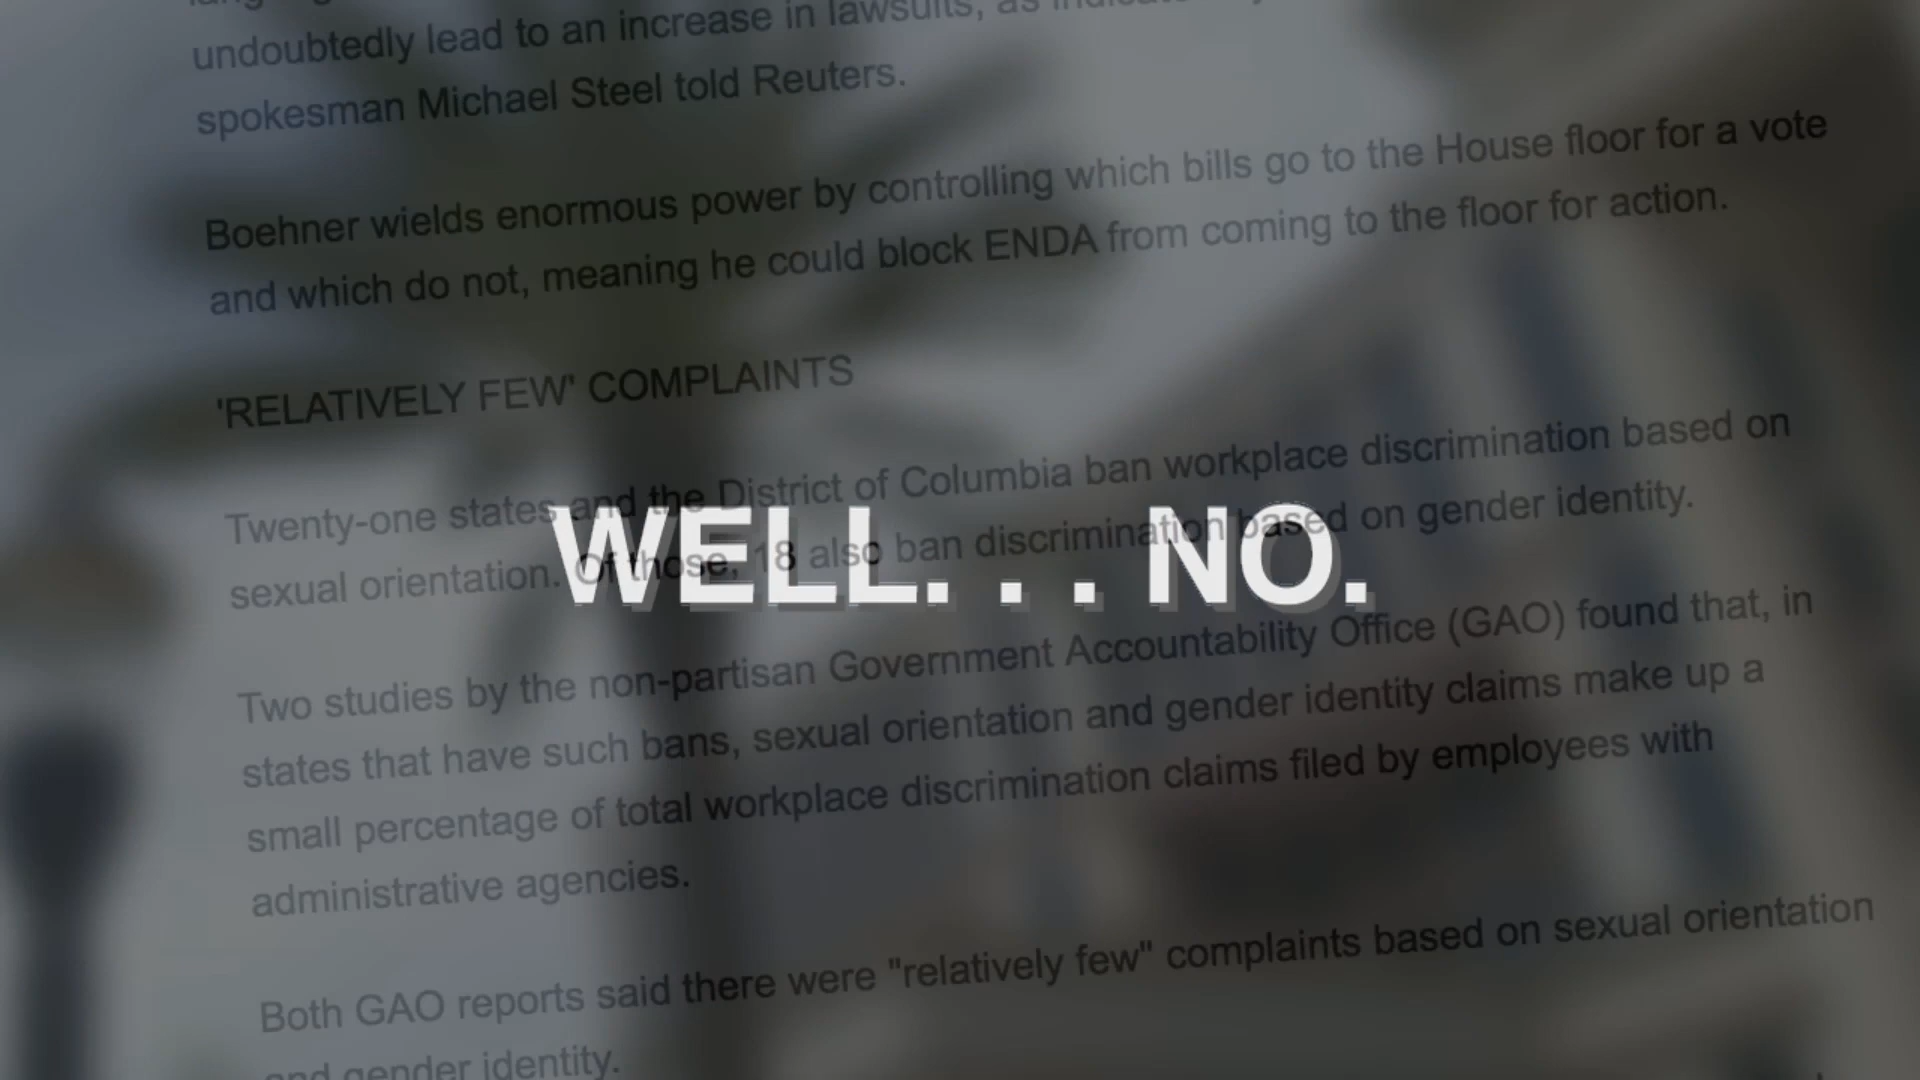 undoubtedly lead to an increase in lawsuits, as
spokesman Michael Steel told Reuters.
Boehner wields enormous power by controlling which bills go to the House floor for a vote
and which do not, meaning he could block ENDA from coming to the floor for action.
'RELATIVELY FEW' COMPLAINTS
Twenty-one states and the District of Columbia ban workplace discrimination based on
sexual orientation. Of those, 18 also ban discrimination based on gender identity.
WELL. . . NO.
Two studies by the non-partisan Government Accountability Office (GAO) found that, in
states that have such bans, sexual orientation and gender identity claims make up a
small percentage of total workplace discrimination claims filed by employees with
administrative agencies.
Both GAO reports said there were "relatively few" complaints based on sexual orientation
and gender identity.